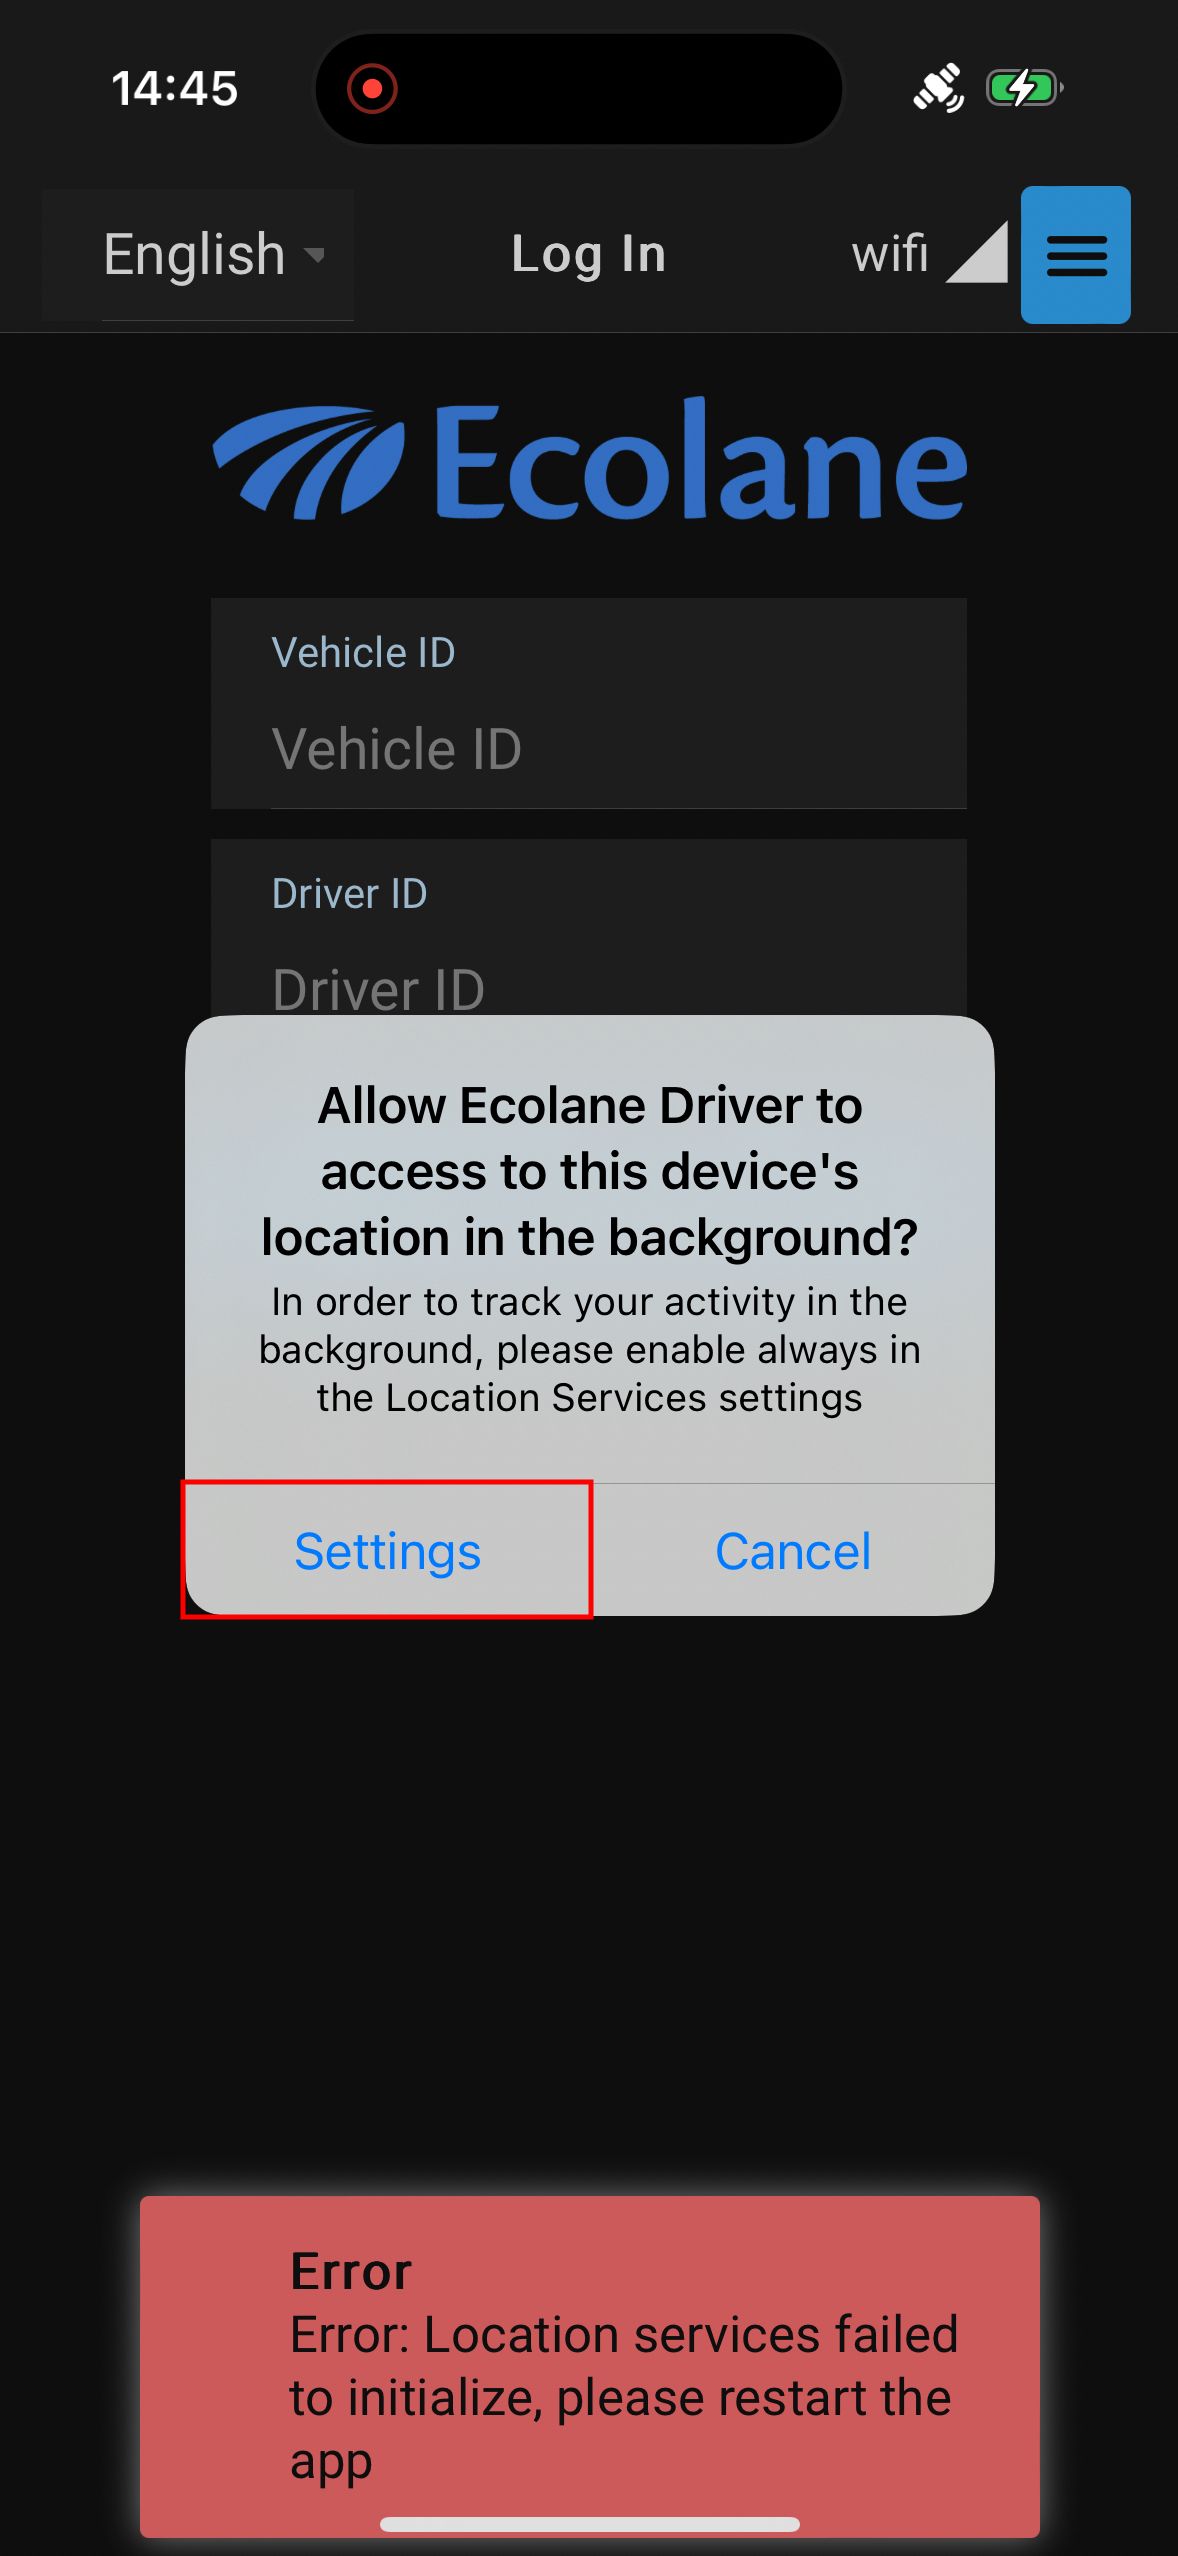 14:45
English
Log In
wifi
Ecolane
Vehicle ID
Vehicle ID
Driver ID
Driver ID
Allow Ecolane Driver to
access to this device's
location in the background?
In order to track your activity in the
background, please enable always in
the Location Services settings
Settings
Cancel
Error
Error: Location services failed
to initialize, please restart the
app